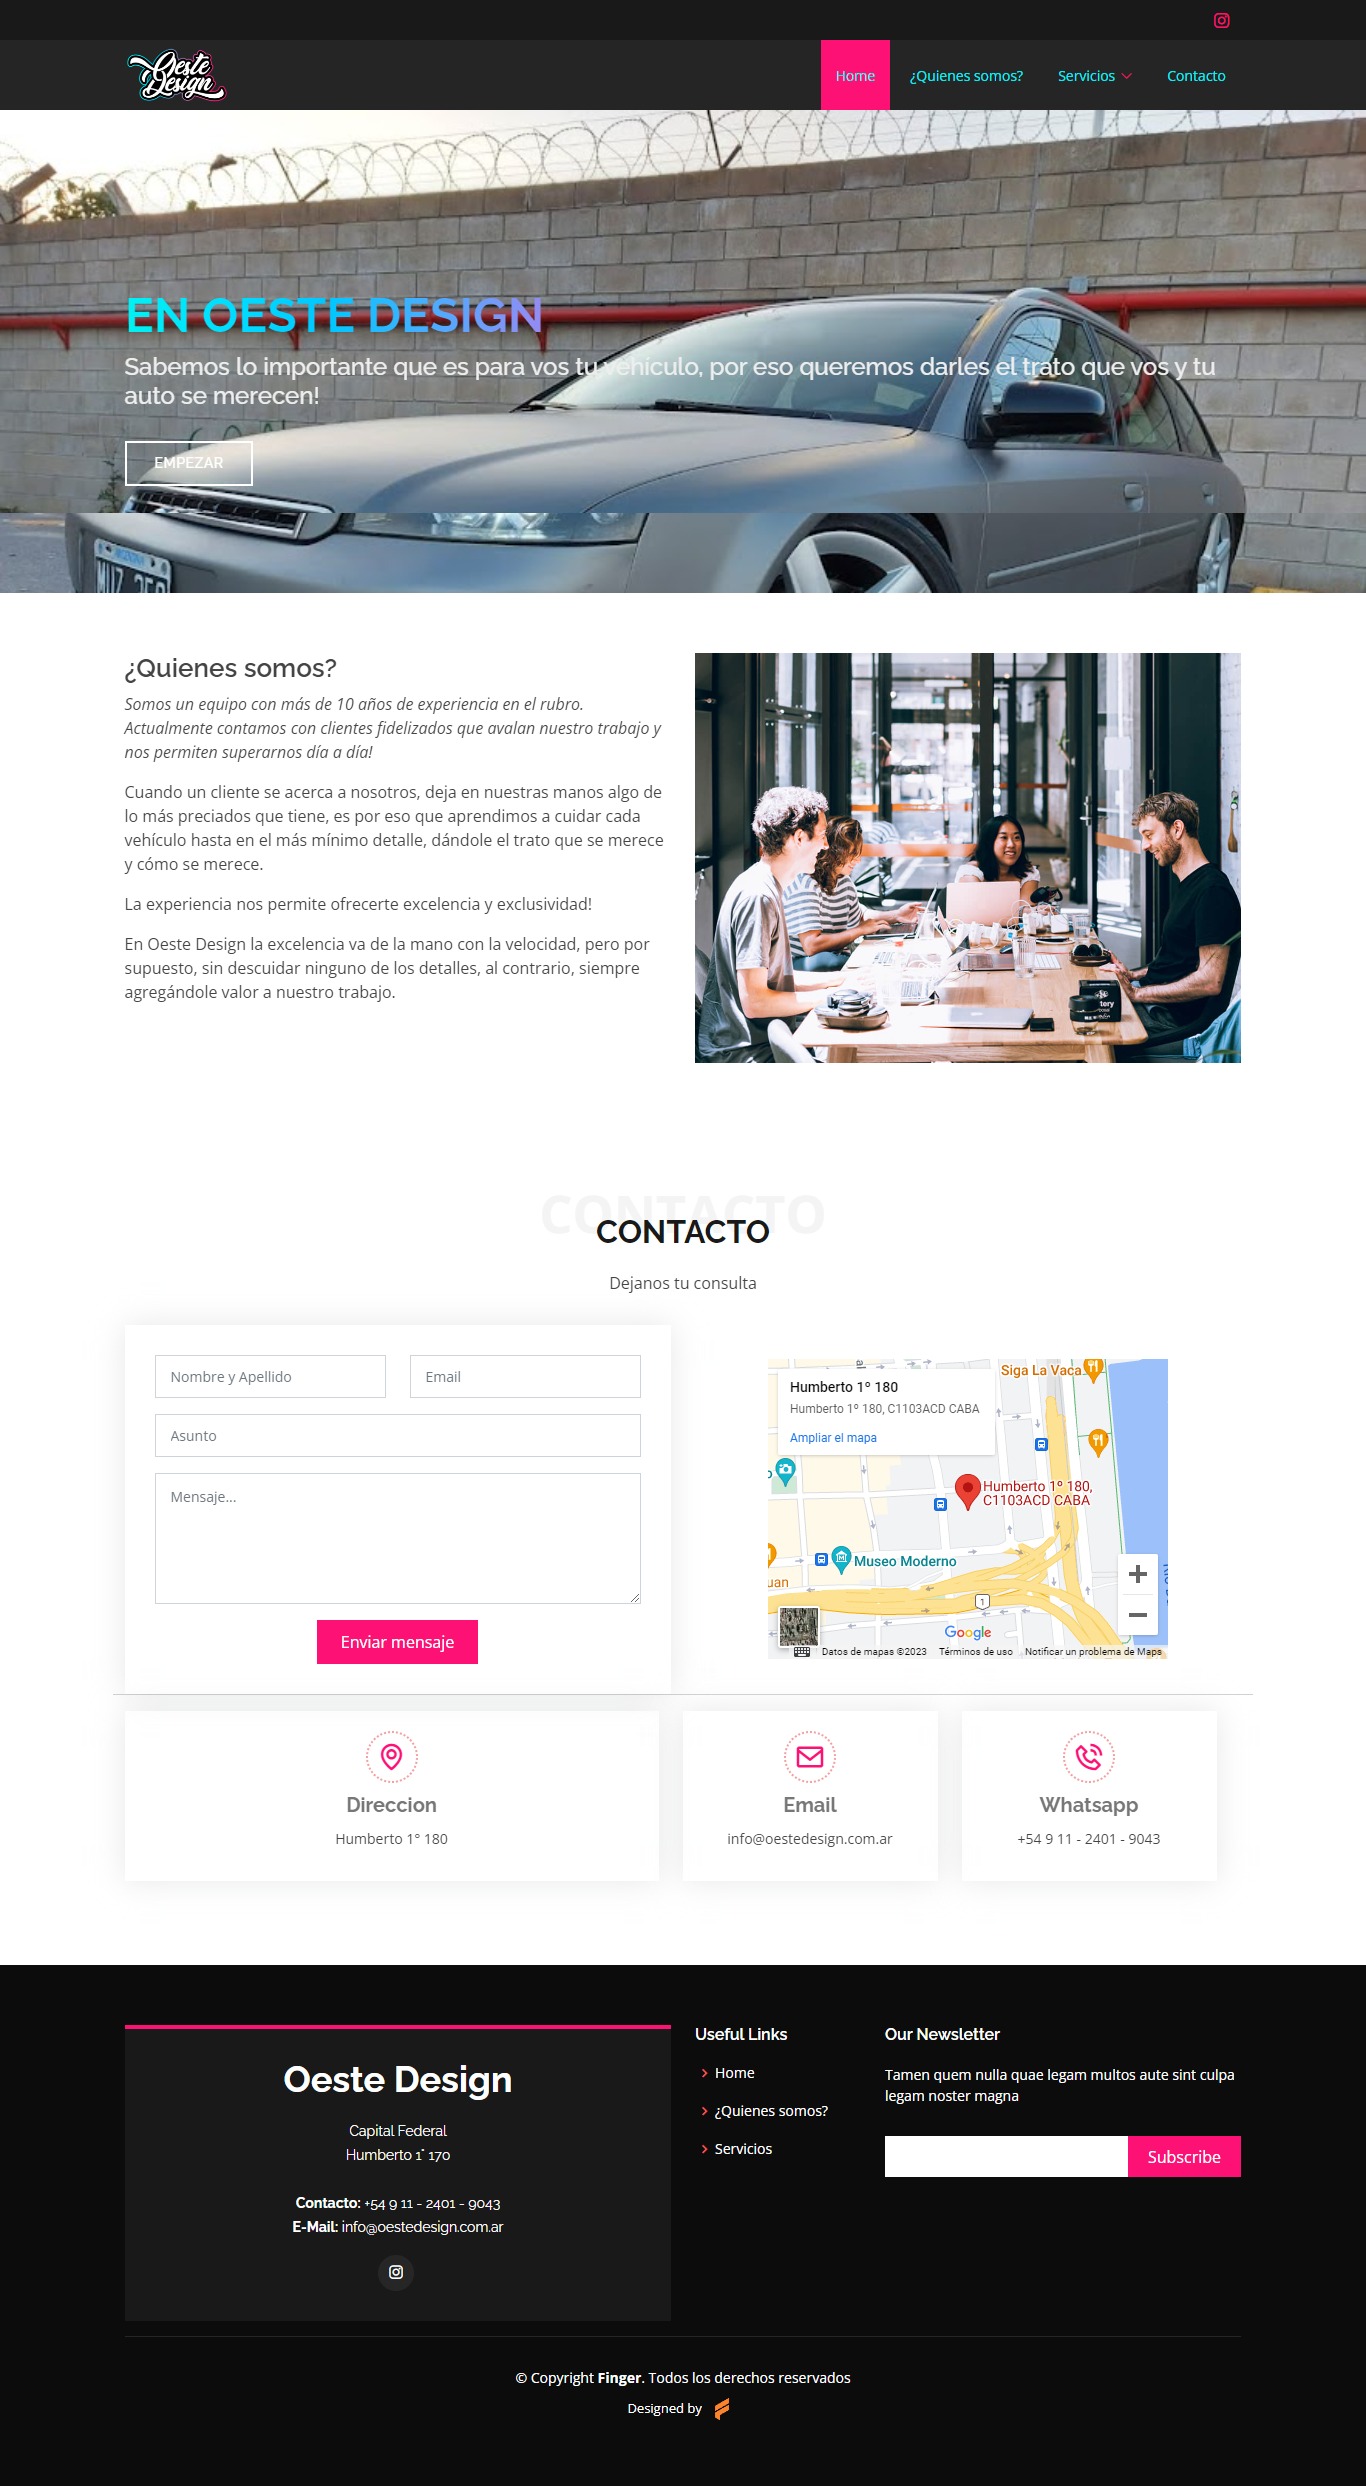 Oeste
Design
Home
¿Quienes somos?
Servicios
Contacto
EN OESTE DESIGN
Sabemos lo importante que es para vos tu vehículo, por eso queremos darles el trato que vos y tu
auto se merecen!
EMPEZAR
¿Quienes somos?
Somos un equipo con más de 10 años de experiencia en el rubro.
Actualmente contamos con clientes fidelizados que avalan nuestro trabajo y
nos permiten superarnos día a día!
Cuando un cliente se acerca a nosotros, deja en nuestras manos algo de
lo más preciados que tiene, es por eso que aprendimos a cuidar cada
vehículo hasta en el más mínimo detalle, dándole el trato que se merece
y cómo se merece.
La experiencia nos permite ofrecerte excelencia y exclusividad!
En Oeste Design la excelencia va de la mano con la velocidad, pero por
supuesto, sin descuidar ninguno de los detalles, al contrario, siempre
agregándole valor a nuestro trabajo.
CONTACTO
CONTACTO
Dejanos tu consulta
Nombre y Apellido
Email
Asunto
Mensaje...
Enviar mensaje
Siga La Vaca
Humberto 1º 180
Humberto 1º 180, C1103ACD CABA
Ampliar el mapa
Humberto 1º 180,
C1103ACD CABA
Museo Moderno
uan
1
Google
Datos de mapas ©2023
Términos de uso
Notificar un problema de Maps
Direccion
Humberto 1° 180
Email
info@oestedesign.com.ar
Whatsapp
+54 9 11 - 2401 - 9043
Oeste Design
Capital Federal
Humberto 1° 170
Contacto: +54 9 11 - 2401 - 9043
E-Mail: info@oestedesign.com.ar
Useful Links
Home
¿Quienes somos?
Servicios
Our Newsletter
Tamen quem nulla quae legam multos aute sint culpa
legam noster magna
Subscribe
© Copyright Finger. Todos los derechos reservados
Designed by